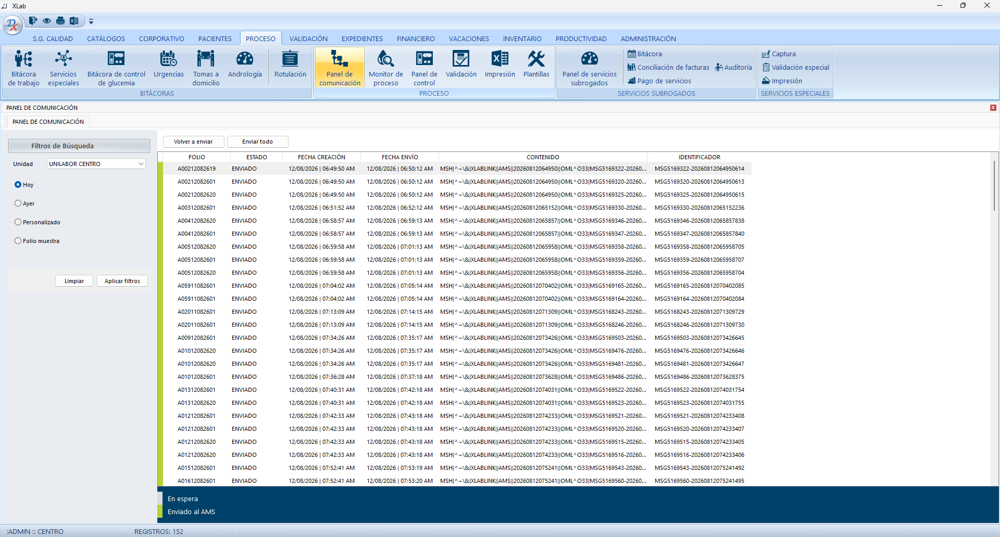 XLab
S.G. CALIDAD CATÁLOGOS CORPORATIVO PACIENTES PROCESO VALIDACIÓN EXPEDIENTES FINANCIERO VACACIONES INVENTARIO PRODUCTIVIDAD ADMINISTRACIÓN
Bitácora de trabajo
Servicios especiales
Bitácora de control de glucemia
Urgencias
Tomas a domicilio
Andrología
Rotulación
BITÁCORAS
Panel de comunicación
Monitor de proceso
Panel de control
Validación
Impresión
Plantillas
PROCESO
Panel de servicios subrogados
Bitácora
Conciliación de facturas
Auditoría
Pago de servicios
SERVICIOS SUBROGADOS
Captura
Validación especial
Impresión
SERVICIOS ESPECIALES
PANEL DE COMUNICACIÓN
PANEL DE COMUNICACIÓN
Filtros de Búsqueda
Unidad UNILABOR CENTRO
Hoy
Ayer
Personalizado
Folio muestra
Limpiar Aplicar filtros
Volver a enviar Enviar todo
FOLIO ESTADO FECHA CREACIÓN FECHA ENVÍO CONTENIDO IDENTIFICADOR
A00212082619 ENVIADO 12/08/2026 | 06:49:50 AM 12/08/2026 | 06:50:12 AM MSH|^~\&|XLABLINK||AMS||20260812064950||OML^O33|MSG5169322-20260... MSG5169322-20260812064950614
A00212082601 ENVIADO 12/08/2026 | 06:49:50 AM 12/08/2026 | 06:50:12 AM MSH|^~\&|XLABLINK||AMS||20260812064950||OML^O33|MSG5169320-20260... MSG5169320-20260812064950613
A00212082620 ENVIADO 12/08/2026 | 06:49:50 AM 12/08/2026 | 06:50:12 AM MSH|^~\&|XLABLINK||AMS||20260812064950||OML^O33|MSG5169325-20260... MSG5169325-20260812064950615
A00312082601 ENVIADO 12/08/2026 | 06:51:52 AM 12/08/2026 | 06:52:12 AM MSH|^~\&|XLABLINK||AMS||20260812065152||OML^O33|MSG5169330-20260... MSG5169330-20260812065152236
A00412082620 ENVIADO 12/08/2026 | 06:58:57 AM 12/08/2026 | 06:59:13 AM MSH|^~\&|XLABLINK||AMS||20260812065857||OML^O33|MSG5169346-20260... MSG5169346-20260812065857838
A00412082601 ENVIADO 12/08/2026 | 06:58:57 AM 12/08/2026 | 06:59:13 AM MSH|^~\&|XLABLINK||AMS||20260812065857||OML^O33|MSG5169347-20260... MSG5169347-20260812065857840
A00512082620 ENVIADO 12/08/2026 | 06:59:58 AM 12/08/2026 | 07:01:13 AM MSH|^~\&|XLABLINK||AMS||20260812065958||OML^O33|MSG5169358-20260... MSG5169358-20260812065958705
A00512082601 ENVIADO 12/08/2026 | 06:59:58 AM 12/08/2026 | 07:01:13 AM MSH|^~\&|XLABLINK||AMS||20260812065958||OML^O33|MSG5169359-20260... MSG5169359-20260812065958707
A00512082620 ENVIADO 12/08/2026 | 06:59:58 AM 12/08/2026 | 07:01:13 AM MSH|^~\&|XLABLINK||AMS||20260812065958||OML^O33|MSG5169356-20260... MSG5169356-20260812065958704
A05911082601 ENVIADO 12/08/2026 | 07:04:02 AM 12/08/2026 | 07:05:14 AM MSH|^~\&|XLABLINK||AMS||20260812070402||OML^O33|MSG5169165-20260... MSG5169165-20260812070402085
A05911082601 ENVIADO 12/08/2026 | 07:04:02 AM 12/08/2026 | 07:05:14 AM MSH|^~\&|XLABLINK||AMS||20260812070402||OML^O33|MSG5169164-20260... MSG5169164-20260812070402084
A02011082601 ENVIADO 12/08/2026 | 07:13:09 AM 12/08/2026 | 07:14:15 AM MSH|^~\&|XLABLINK||AMS||20260812071309||OML^O33|MSG5168243-20260... MSG5168243-20260812071309729
A02011082601 ENVIADO 12/08/2026 | 07:13:09 AM 12/08/2026 | 07:14:15 AM MSH|^~\&|XLABLINK||AMS||20260812071309||OML^O33|MSG5168246-20260... MSG5168246-20260812071309730
A00912082601 ENVIADO 12/08/2026 | 07:34:26 AM 12/08/2026 | 07:35:17 AM MSH|^~\&|XLABLINK||AMS||20260812073426||OML^O33|MSG5169503-20260... MSG5169503-20260812073426645
A01012082620 ENVIADO 12/08/2026 | 07:34:26 AM 12/08/2026 | 07:35:17 AM MSH|^~\&|XLABLINK||AMS||20260812073426||OML^O33|MSG5169476-20260... MSG5169476-20260812073426646
A01012082620 ENVIADO 12/08/2026 | 07:34:26 AM 12/08/2026 | 07:35:17 AM MSH|^~\&|XLABLINK||AMS||20260812073426||OML^O33|MSG5169481-20260... MSG5169481-20260812073426647
A01012082601 ENVIADO 12/08/2026 | 07:36:28 AM 12/08/2026 | 07:37:18 AM MSH|^~\&|XLABLINK||AMS||20260812073628||OML^O33|MSG5169486-20260... MSG5169486-20260812073628375
A01312082601 ENVIADO 12/08/2026 | 07:40:31 AM 12/08/2026 | 07:42:18 AM MSH|^~\&|XLABLINK||AMS||20260812074031||OML^O33|MSG5169522-20260... MSG5169522-20260812074031754
A01312082620 ENVIADO 12/08/2026 | 07:40:31 AM 12/08/2026 | 07:42:18 AM MSH|^~\&|XLABLINK||AMS||20260812074031||OML^O33|MSG5169523-20260... MSG5169523-20260812074031755
A01212082601 ENVIADO 12/08/2026 | 07:42:33 AM 12/08/2026 | 07:43:18 AM MSH|^~\&|XLABLINK||AMS||20260812074233||OML^O33|MSG5169521-20260... MSG5169521-20260812074233408
A01212082601 ENVIADO 12/08/2026 | 07:42:33 AM 12/08/2026 | 07:43:18 AM MSH|^~\&|XLABLINK||AMS||20260812074233||OML^O33|MSG5169520-20260... MSG5169520-20260812074233407
A01212082620 ENVIADO 12/08/2026 | 07:42:33 AM 12/08/2026 | 07:43:18 AM MSH|^~\&|XLABLINK||AMS||20260812074233||OML^O33|MSG5169515-20260... MSG5169515-20260812074233405
A01212082620 ENVIADO 12/08/2026 | 07:42:33 AM 12/08/2026 | 07:43:18 AM MSH|^~\&|XLABLINK||AMS||20260812074233||OML^O33|MSG5169516-20260... MSG5169516-20260812074233406
A01512082601 ENVIADO 12/08/2026 | 07:52:41 AM 12/08/2026 | 07:53:19 AM MSH|^~\&|XLABLINK||AMS||20260812075241||OML^O33|MSG5169543-20260... MSG5169543-20260812075241492
A01612082601 ENVIADO 12/08/2026 | 07:52:41 AM 12/08/2026 | 07:53:20 AM MSH|^~\&|XLABLINK||AMS||20260812075241||OML^O33|MSG5169560-20260... MSG5169560-20260812075241495
En espera
Enviado al AMS
:ADMIN :: CENTRO REGISTROS: 152